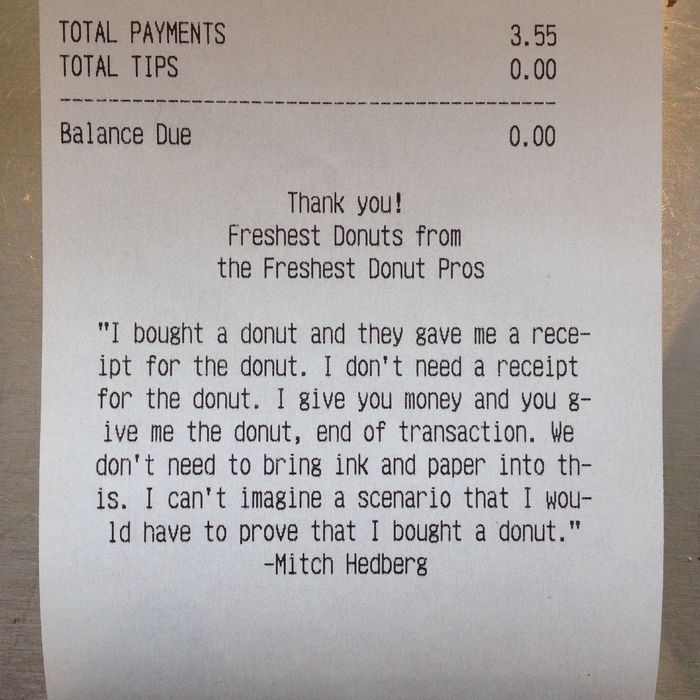 TOTAL PAYMENTS 3.55
TOTAL TIPS 0.00
Balance Due 0.00
Thank you!
Freshest Donuts from
the Freshest Donut Pros
"I bought a donut and they gave me a rece-
ipt for the donut. I don't need a receipt
for the donut. I give you money and you g-
ive me the donut, end of transaction. We
don't need to bring ink and paper into th-
is. I can't imagine a scenario that I wou-
ld have to prove that I bought a donut."
-Mitch Hedberg